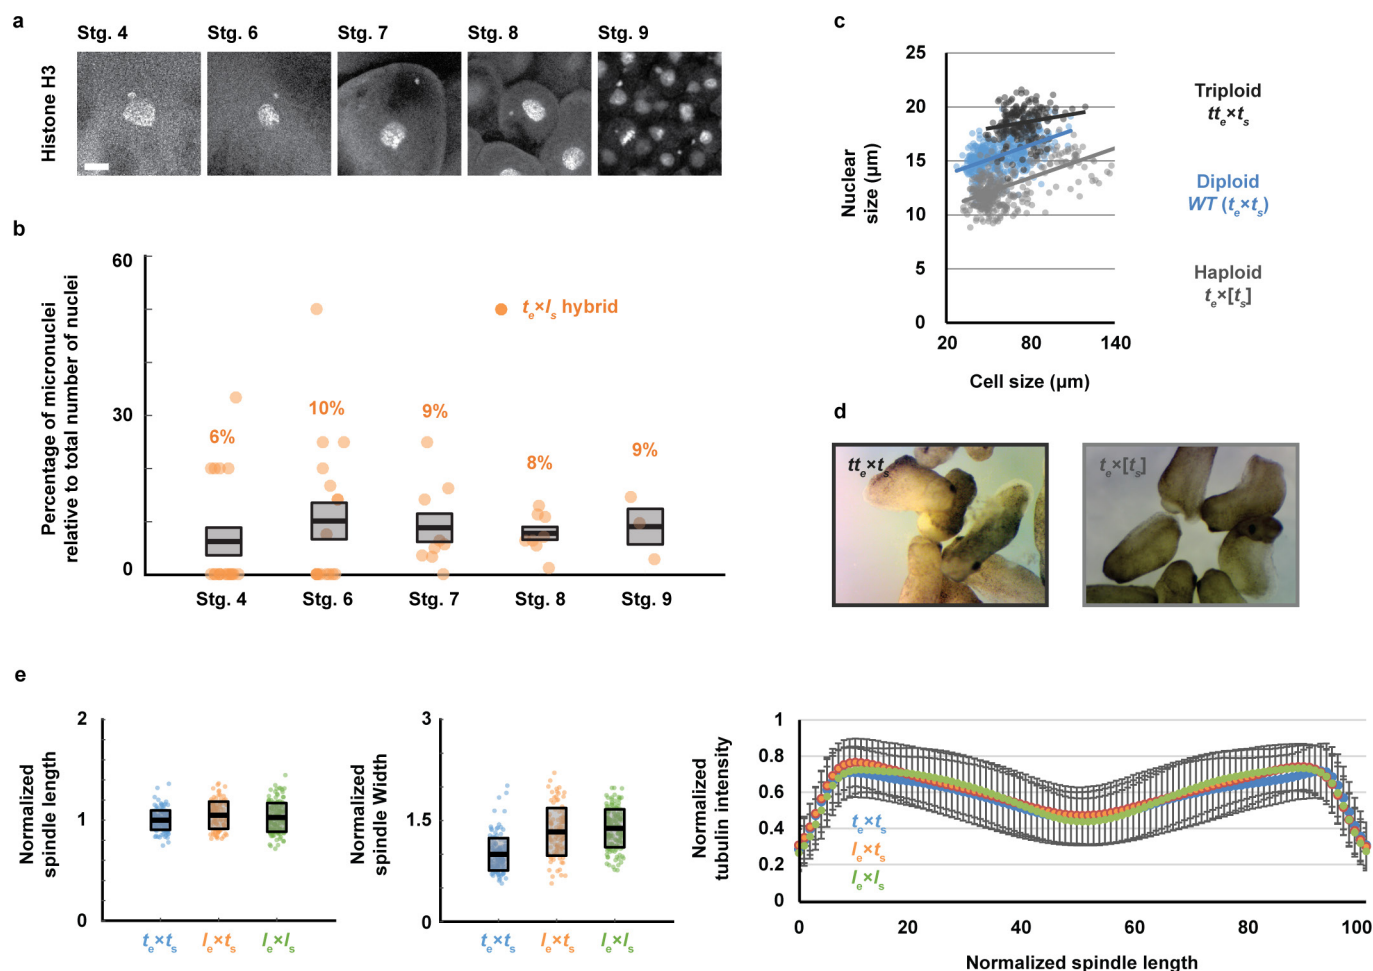 a
Stg. 4 Stg. 6 Stg. 7 Stg. 8 Stg. 9
Histone H3
b
Percentage of micronuclei
relative to total number of nuclei
60
30
0
tₑ×lₛ hybrid
6% 10% 9% 8% 9%
Stg. 4 Stg. 6 Stg. 7 Stg. 8 Stg. 9
c
Nuclear
size (µm)
25
20
15
10
5
0
20 80 140
Cell size (µm)
Triploid
ttₑ×tₛ
Diploid
WT (tₑ×tₛ)
Haploid
tₑ×[tₛ]
d
ttₑ×tₛ
tₑ×[tₛ]
e
Normalized
spindle length
2
1
0
tₑ×tₛ lₑ×tₛ lₑ×lₛ
Normalized
spindle Width
3
1.5
0
tₑ×tₛ lₑ×tₛ lₑ×lₛ
Normalized
tubulin intensity
1
0.8
0.6
0.4
0.2
0
tₑ×tₛ
lₑ×tₛ
lₑ×lₛ
0 20 40 60 80 100
Normalized spindle length